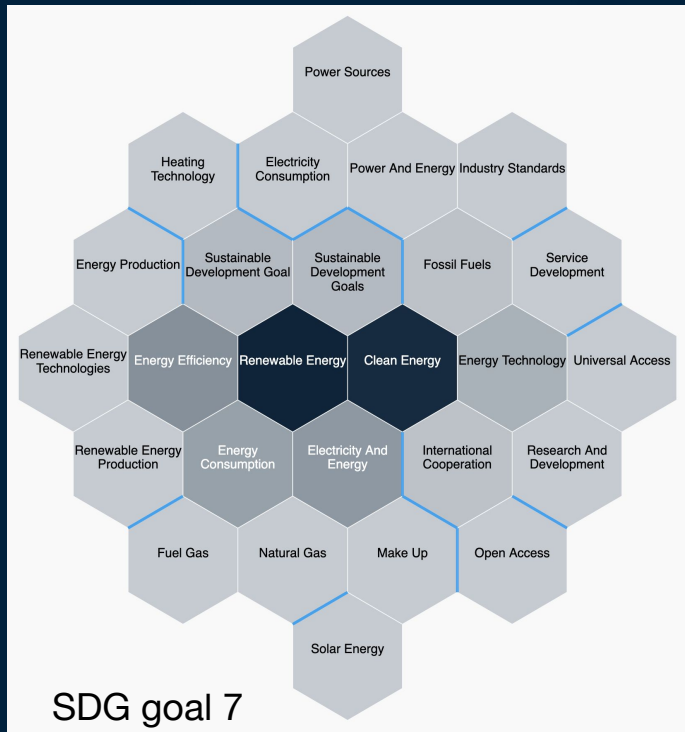 Power Sources
Heating
Technology
Electricity
Consumption
Power And Energy
Industry Standards
Energy Production
Sustainable
Development Goal
Sustainable
Development
Goals
Fossil Fuels
Service
Development
Renewable Energy
Technologies
Energy Efficiency
Renewable Energy
Clean Energy
Energy Technology
Universal Access
Renewable Energy
Production
Energy
Consumption
Electricity And
Energy
International
Cooperation
Research And
Development
Fuel Gas
Natural Gas
Make Up
Open Access
Solar Energy
SDG goal 7